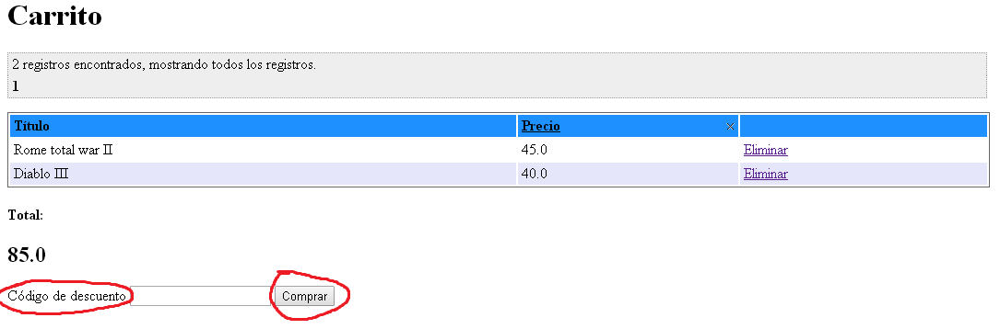 Carrito
2 registros encontrados, mostrando todos los registros.
1
Título Precio
Rome total war II 45.0 Eliminar
Diablo III 40.0 Eliminar
Total:
85.0
Código de descuento Comprar